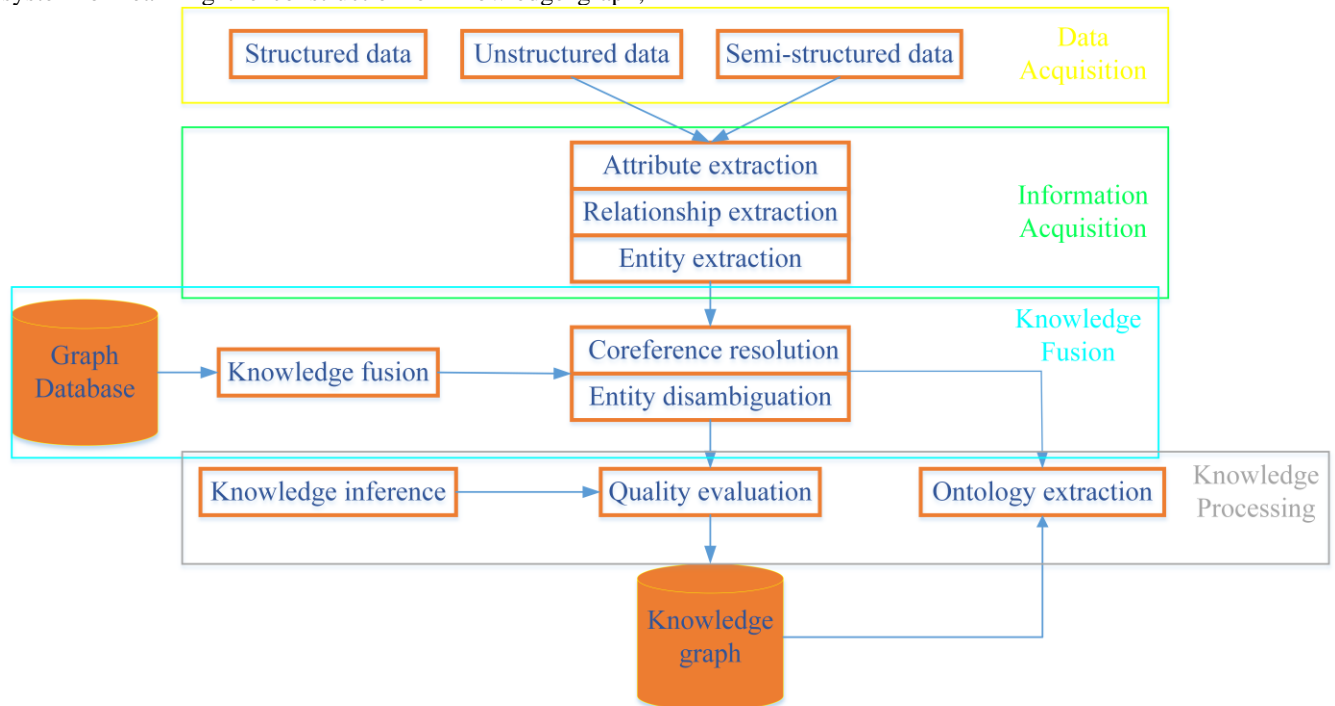 Structured data
Unstructured data
Semi-structured data
Data
Acquisition
Attribute extraction
Relationship extraction
Entity extraction
Information
Acquisition
Knowledge
Fusion
Graph
Database
Knowledge fusion
Coreference resolution
Entity disambiguation
Knowledge inference
Quality evaluation
Ontology extraction
Knowledge
Processing
Knowledge
graph